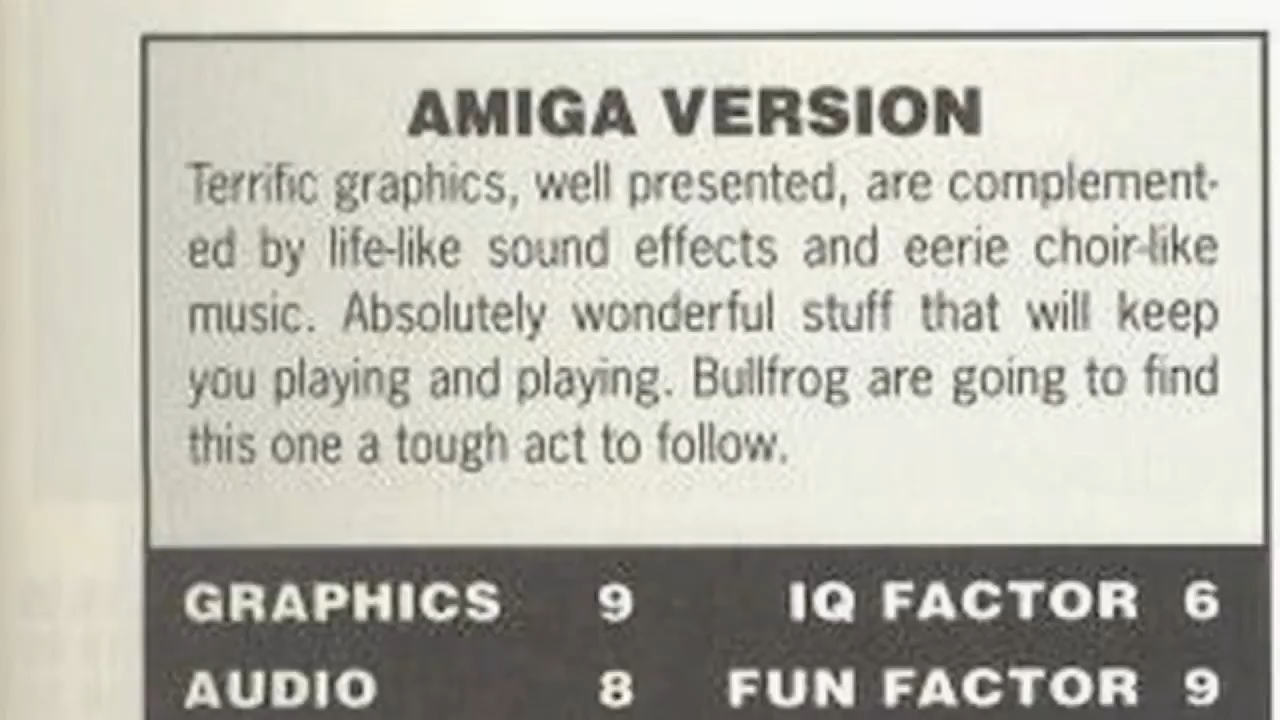 AMIGA VERSION
Terrific graphics, well presented, are complement-
ed by life-like sound effects and eerie choir-like
music. Absolutely wonderful stuff that will keep
you playing and playing. Bullfrog are going to find
this one a tough act to follow.
GRAPHICS 9 IQ FACTOR 6
AUDIO 8 FUN FACTOR 9